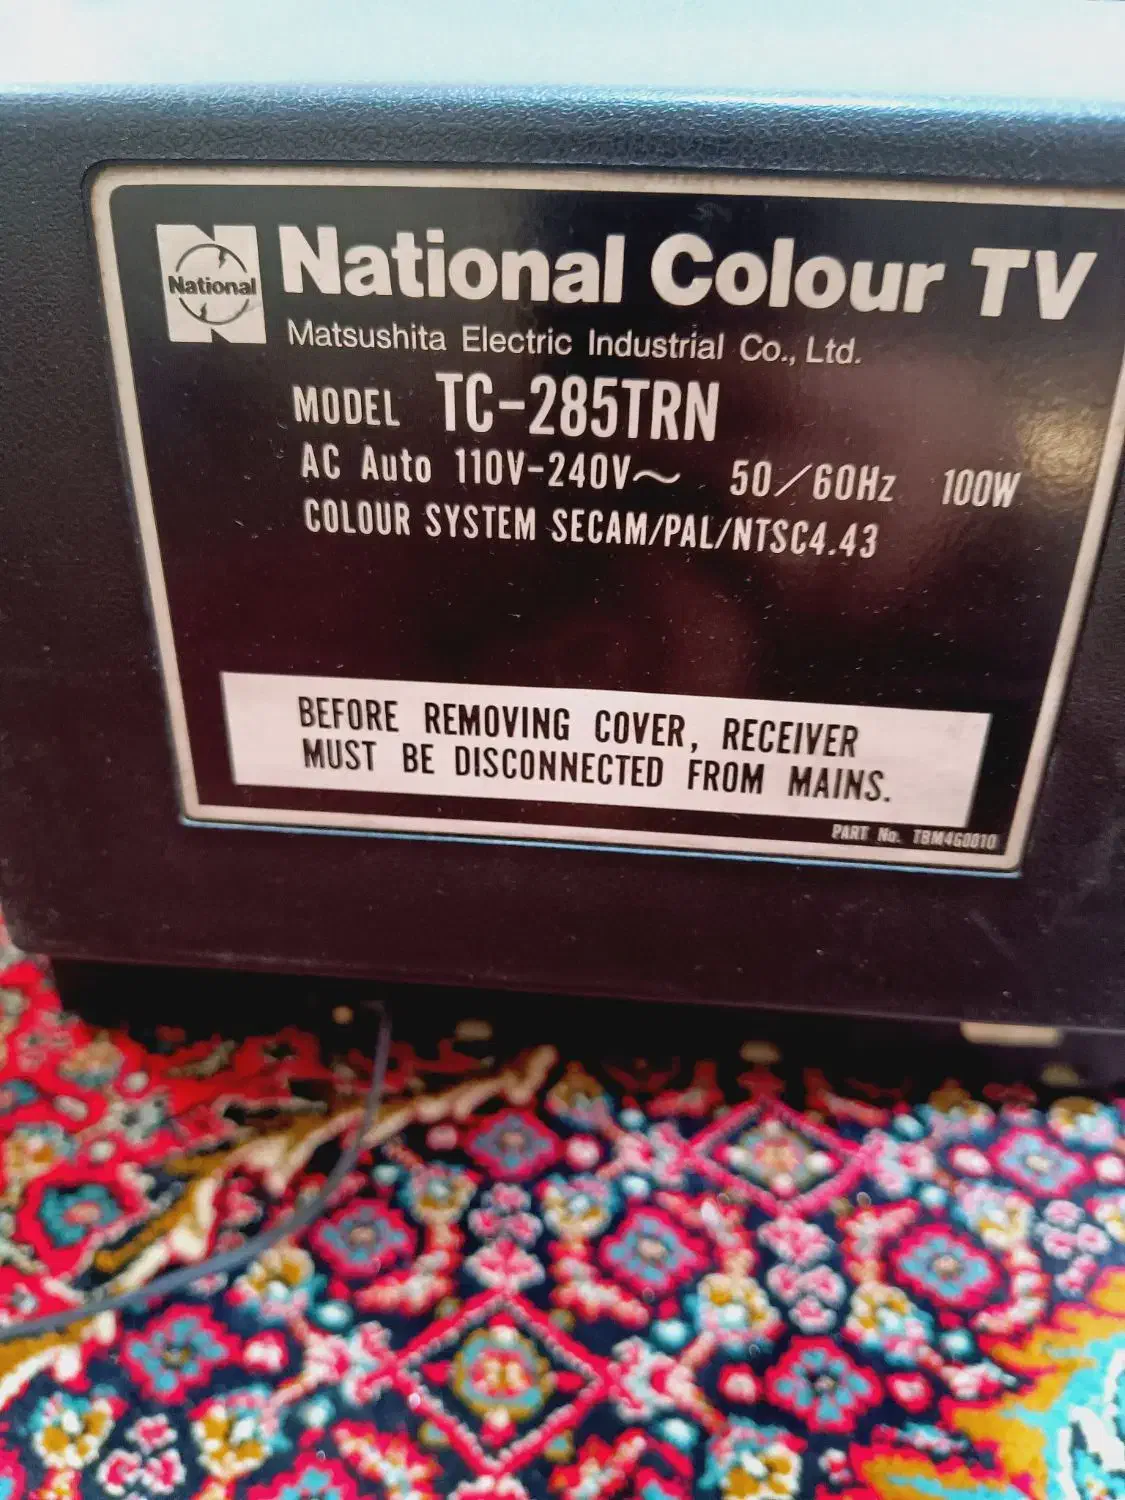 National
National Colour TV
Matsushita Electric Industrial Co., Ltd.
MODEL TC-285TRN
AC Auto 110V-240V~ 50/60Hz 100W
COLOUR SYSTEM SECAM/PAL/NTSC4.43
BEFORE REMOVING COVER, RECEIVER
MUST BE DISCONNECTED FROM MAINS.
PART No. TBM4G0810